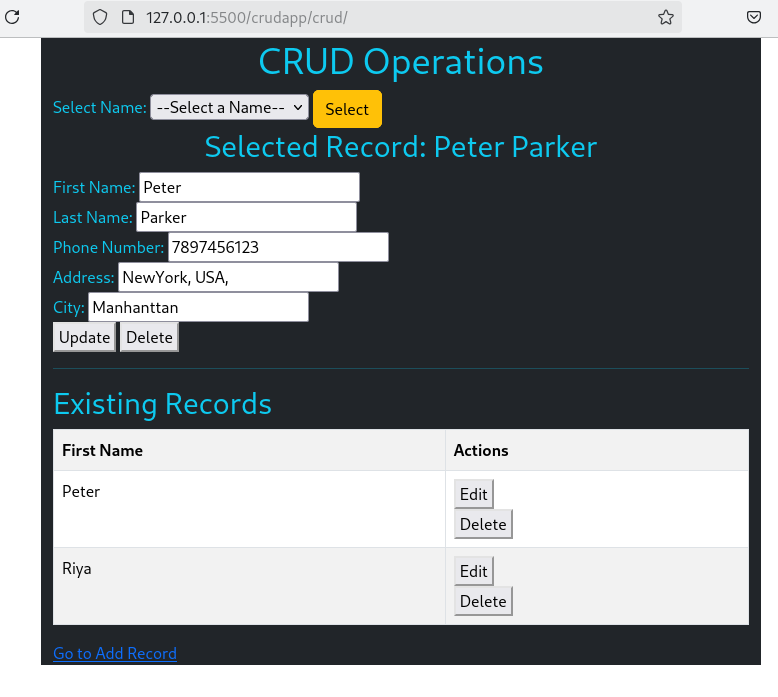 127.0.0.1:5500/crudapp/crud/
CRUD Operations
Select Name: --Select a Name-- Select
Selected Record: Peter Parker
First Name: Peter
Last Name: Parker
Phone Number: 7897456123
Address: NewYork, USA,
City: Manhanttan
Update Delete
Existing Records
First Name Actions
Peter Edit
Delete
Riya Edit
Delete
Go to Add Record